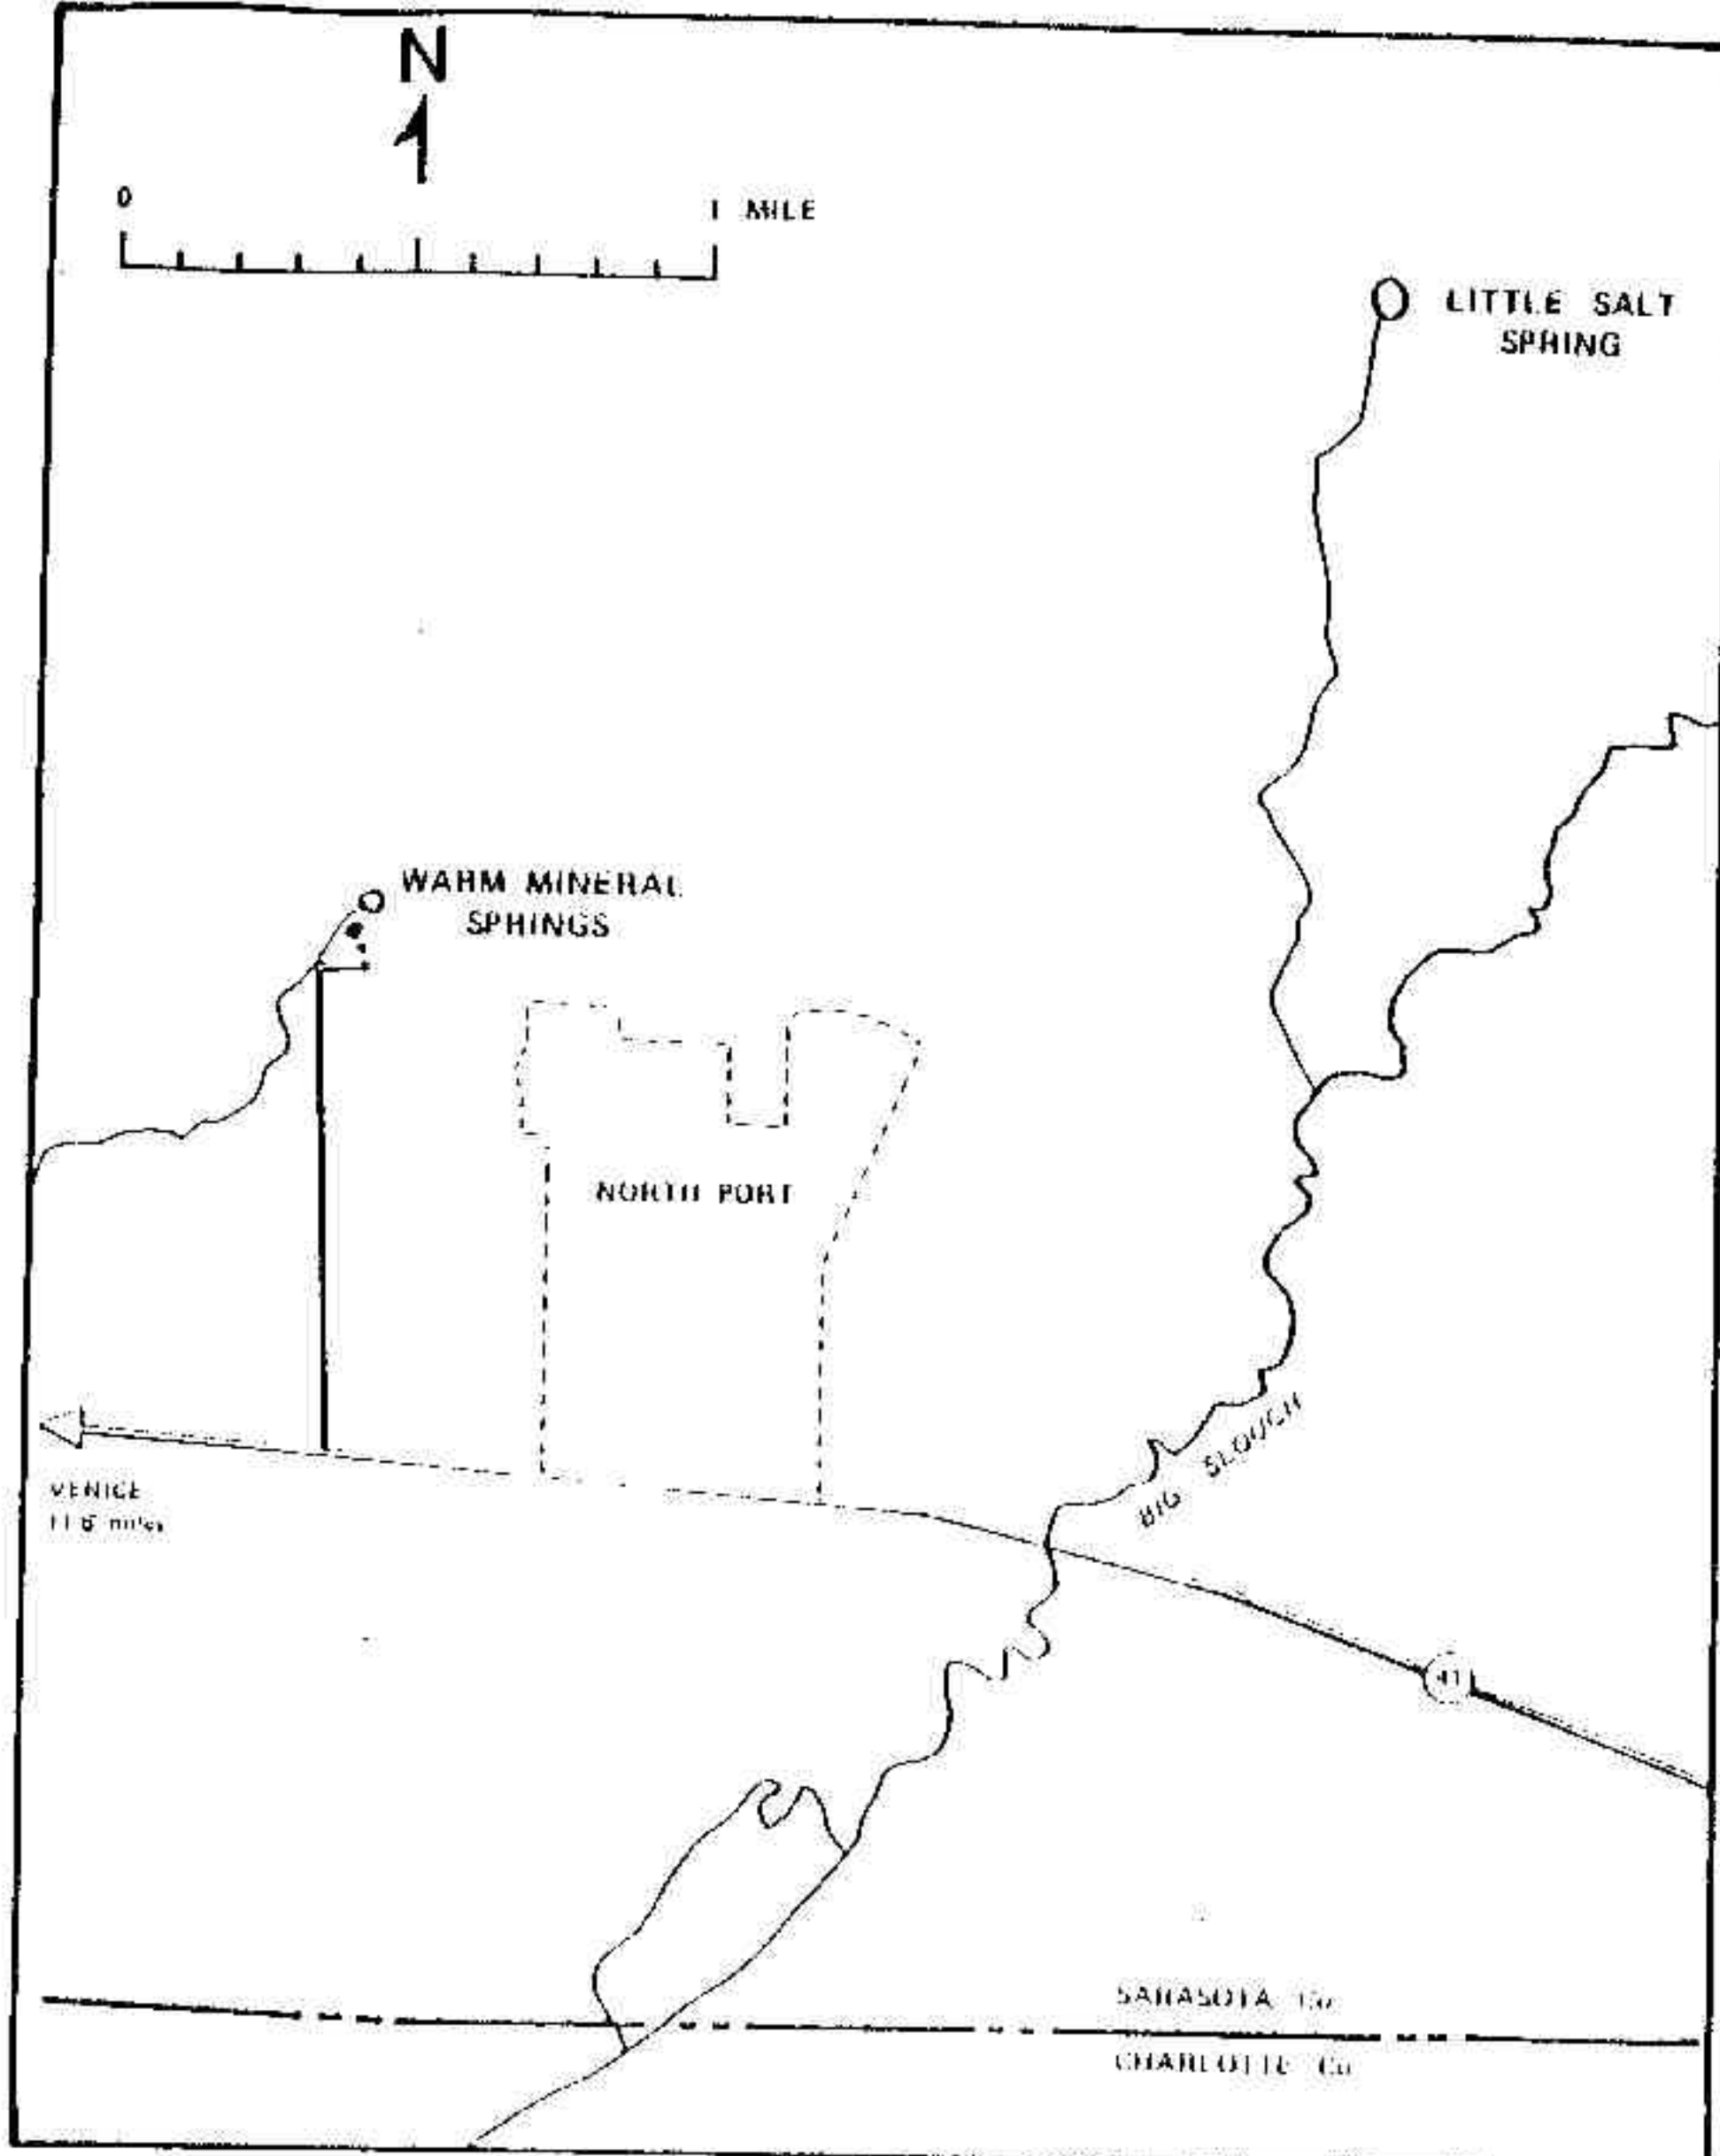 N
0 1 MILE
LITTLE SALT
SPRING
WARM MINERAL
SPRINGS
NORTH PORT
BIG SLOUGH
VENICE
miles
41
SARASOTA Co
CHARLOTTE Co